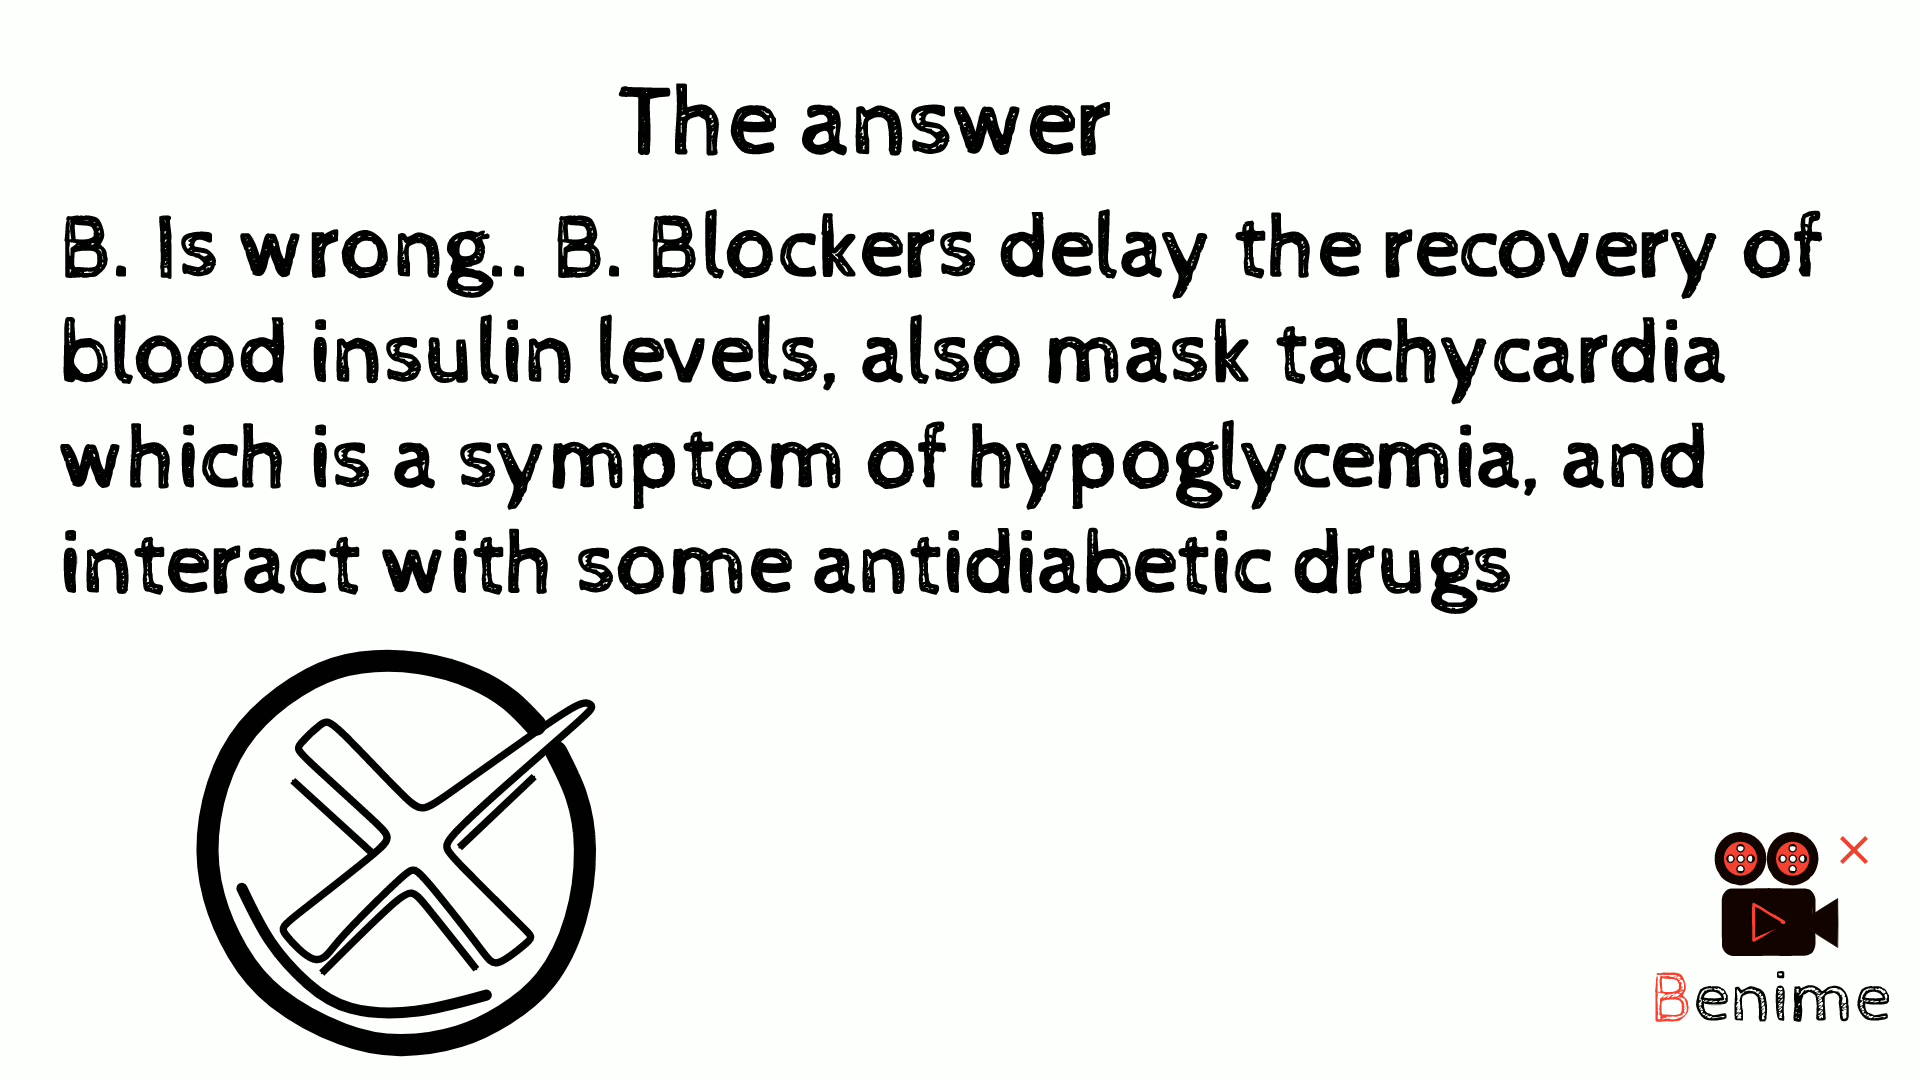 The answer
B. Is wrong.. B. Blockers delay the recovery of
blood insulin levels, also mask tachycardia
which is a symptom of hypoglycemia, and
interact with some antidiabetic drugs
Benime